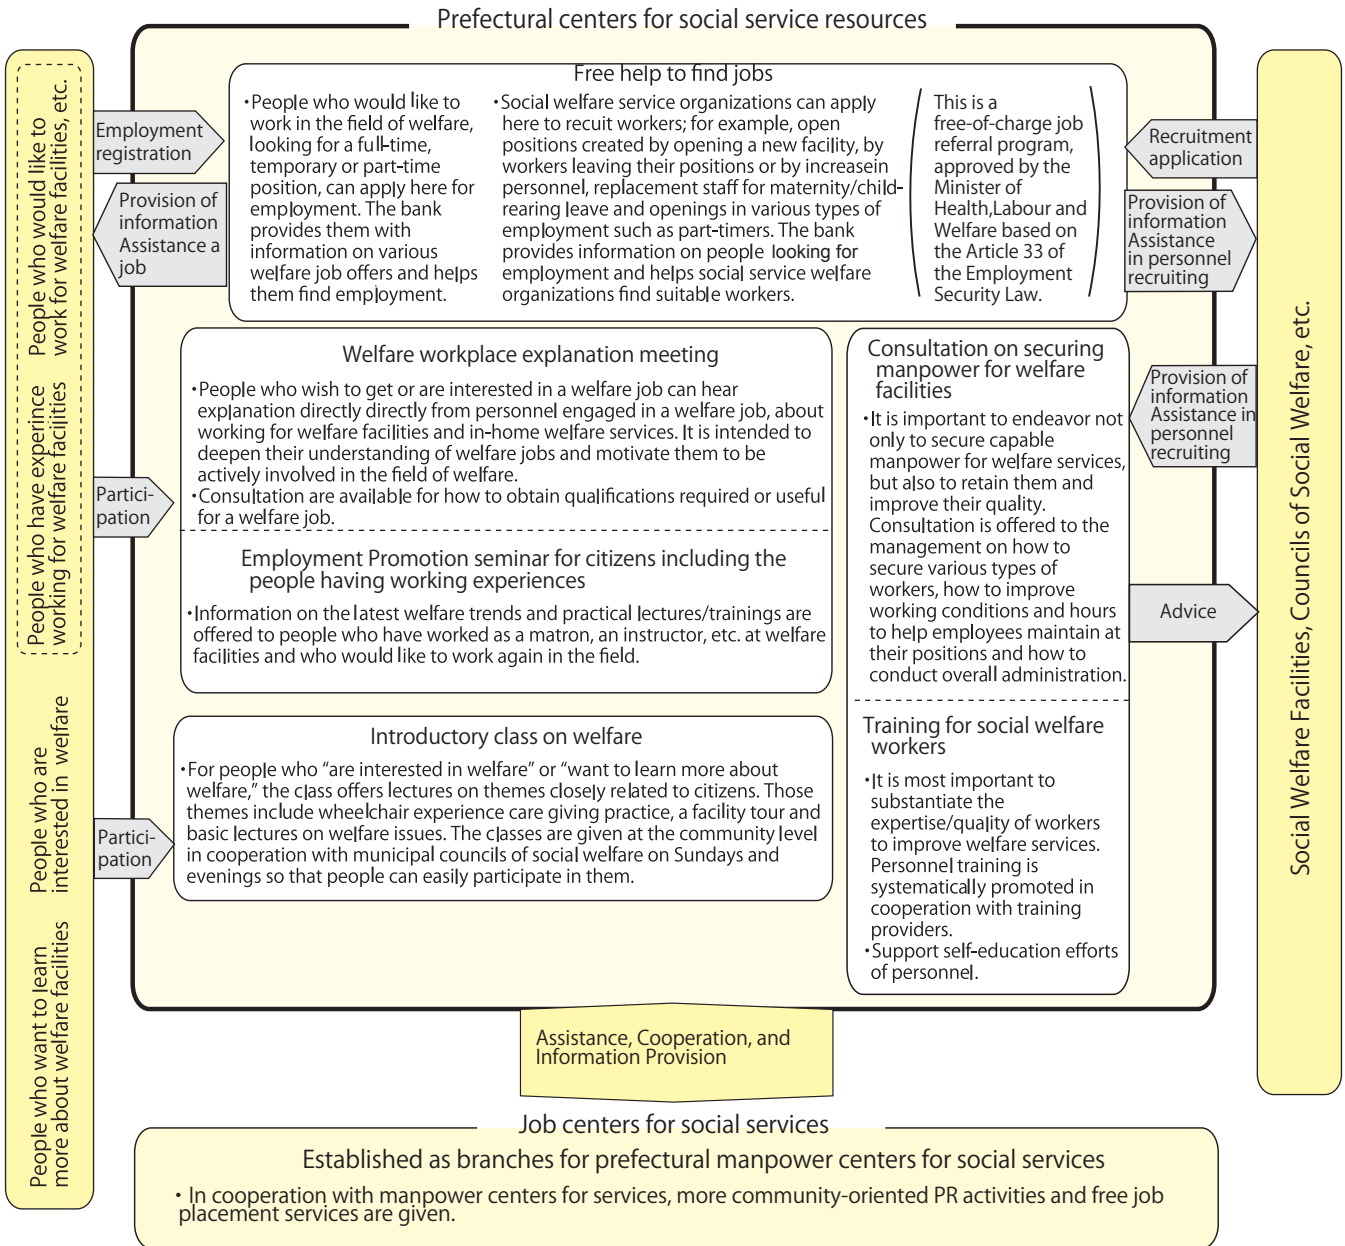 Prefectural centers for social service resources
People who would like to
work for welfare facilities, etc.
People who have experience
working for welfare facilities
People who are
interested in welfare
People who want to learn
more about welfare facilities
Employment
registration
Provision of
information
Assistance a
job
Free help to find jobs
・People who would like to
work in the field of welfare,
looking for a full-time,
temporary or part-time
position, can apply here for
employment. The bank
provides them with
information on various
welfare job offers and helps
them find employment.
・Social welfare service organizations can apply
here to recuit workers; for example, open
positions created by opening a new facility, by
workers leaving their positions or by increasein
personnel, replacement staff for maternity/child-
rearing leave and openings in various types of
employment such as part-timers. The bank
provides information on people looking for
employment and helps social service welfare
organizations find suitable workers.
This is a
free-of-charge job
referral program,
approved by the
Minister of
Health,Labour and
Welfare based on
the Article 33 of
the Employment
Security Law.
Recruitment
application
Provision of
information
Assistance
in personnel
recruiting
Partici-
pation
Welfare workplace explanation meeting
・People who wish to get or are interested in a welfare job can hear
explanation directly directly from personnel engaged in a welfare job, about
working for welfare facilities and in-home welfare services. It is intended to
deepen their understanding of welfare jobs and motivate them to be
actively involved in the field of welfare.
・Consultation are available for how to obtain qualifications required or useful
for a welfare job.
Employment Promotion seminar for citizens including the
people having working experiences
・Information on the latest welfare trends and practical lectures/trainings are
offered to people who have worked as a matron, an instructor, etc. at welfare
facilities and who would like to work again in the field.
Partici-
pation
Introductory class on welfare
・For people who “are interested in welfare” or “want to learn more about
welfare,” the class offers lectures on themes closely related to citizens. Those
themes include wheelchair experience care giving practice, a facility tour and
basic lectures on welfare issues. The classes are given at the community level
in cooperation with municipal councils of social welfare on Sundays and
evenings so that people can easily participate in them.
Consultation on securing
manpower for welfare
facilities
・It is important to endeavor not
only to secure capable
manpower for welfare services,
but also to retain them and
improve their quality.
Consultation is offered to the
management on how to
secure various types of
workers, how to improve
working conditions and hours
to help employees maintain at
their positions and how to
conduct overall administration.
Training for social welfare
workers
・It is most important to
substantiate the
expertise/quality of workers
to improve welfare services.
Personnel training is
systematically promoted in
cooperation with training
providers.
・Support self-education efforts
of personnel.
Provision of
information
Assistance in
personnel
recruiting
Advice
Social Welfare Facilities, Councils of Social Welfare, etc.
Assistance, Cooperation, and
Information Provision
Job centers for social services
Established as branches for prefectural manpower centers for social services
・In cooperation with manpower centers for services, more community-oriented PR activities and free job
placement services are given.